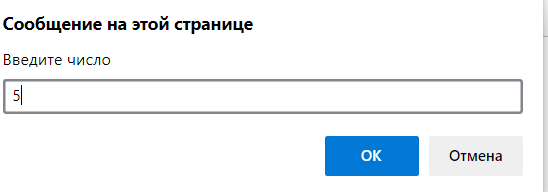 Сообщение на этой странице
Введите число
5
ОК
Отмена